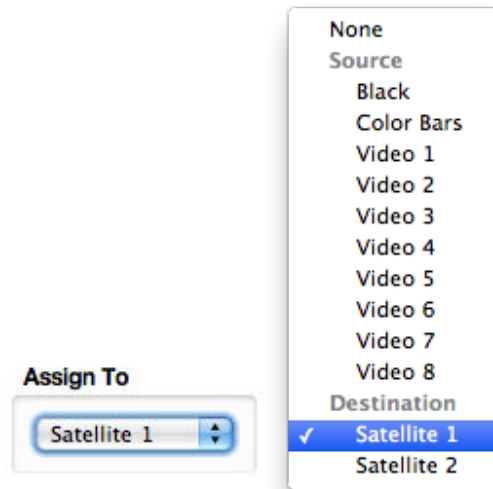 None
Source
Black
Color Bars
Video 1
Video 2
Video 3
Video 4
Video 5
Video 6
Video 7
Video 8
Destination
✓ Satellite 1
Satellite 2
Assign To
Satellite 1